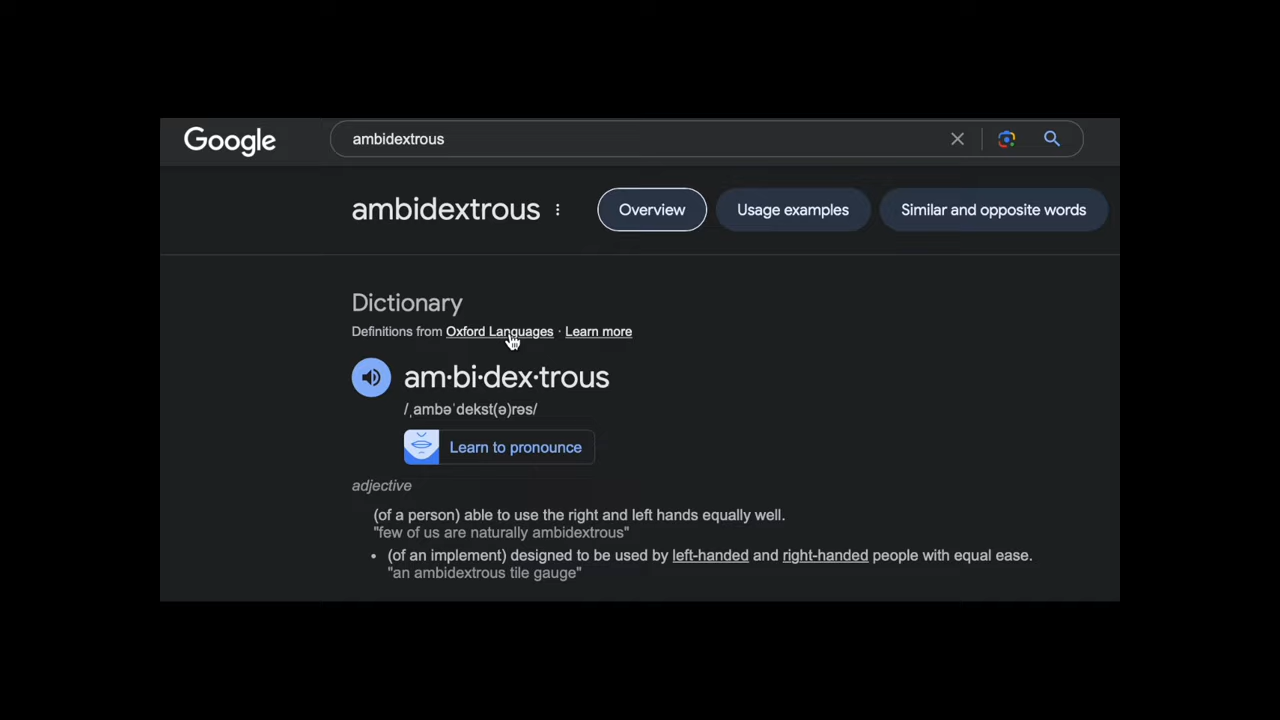 Google
ambidextrous
ambidextrous
Overview
Usage examples
Similar and opposite words
Dictionary
Definitions from Oxford Languages · Learn more
am·bi·dex·trous
/ˌambəˈdekst(ə)rəs/
Learn to pronounce
adjective
(of a person) able to use the right and left hands equally well.
"few of us are naturally ambidextrous"
• (of an implement) designed to be used by left-handed and right-handed people with equal ease.
"an ambidextrous tile gauge"